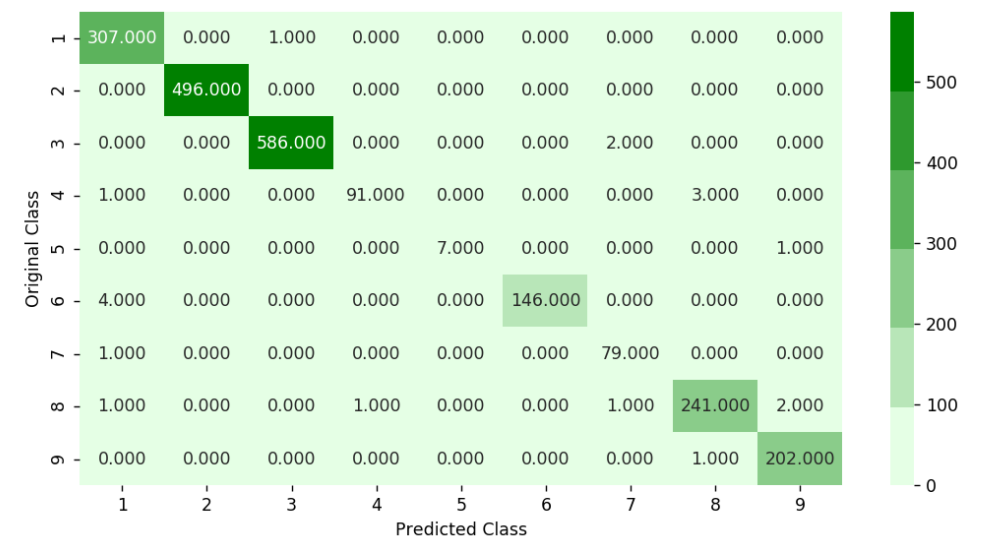 1 307.000 0.000 1.000 0.000 0.000 0.000 0.000 0.000 0.000
2 0.000 496.000 0.000 0.000 0.000 0.000 0.000 0.000 0.000
3 0.000 0.000 586.000 0.000 0.000 0.000 2.000 0.000 0.000
4 1.000 0.000 0.000 91.000 0.000 0.000 0.000 3.000 0.000
5 0.000 0.000 0.000 0.000 7.000 0.000 0.000 0.000 1.000
6 4.000 0.000 0.000 0.000 0.000 146.000 0.000 0.000 0.000
7 1.000 0.000 0.000 0.000 0.000 0.000 79.000 0.000 0.000
8 1.000 0.000 0.000 1.000 0.000 0.000 1.000 241.000 2.000
9 0.000 0.000 0.000 0.000 0.000 0.000 0.000 1.000 202.000
1 2 3 4 5 6 7 8 9
Predicted Class
Original Class
500
400
300
200
100
0